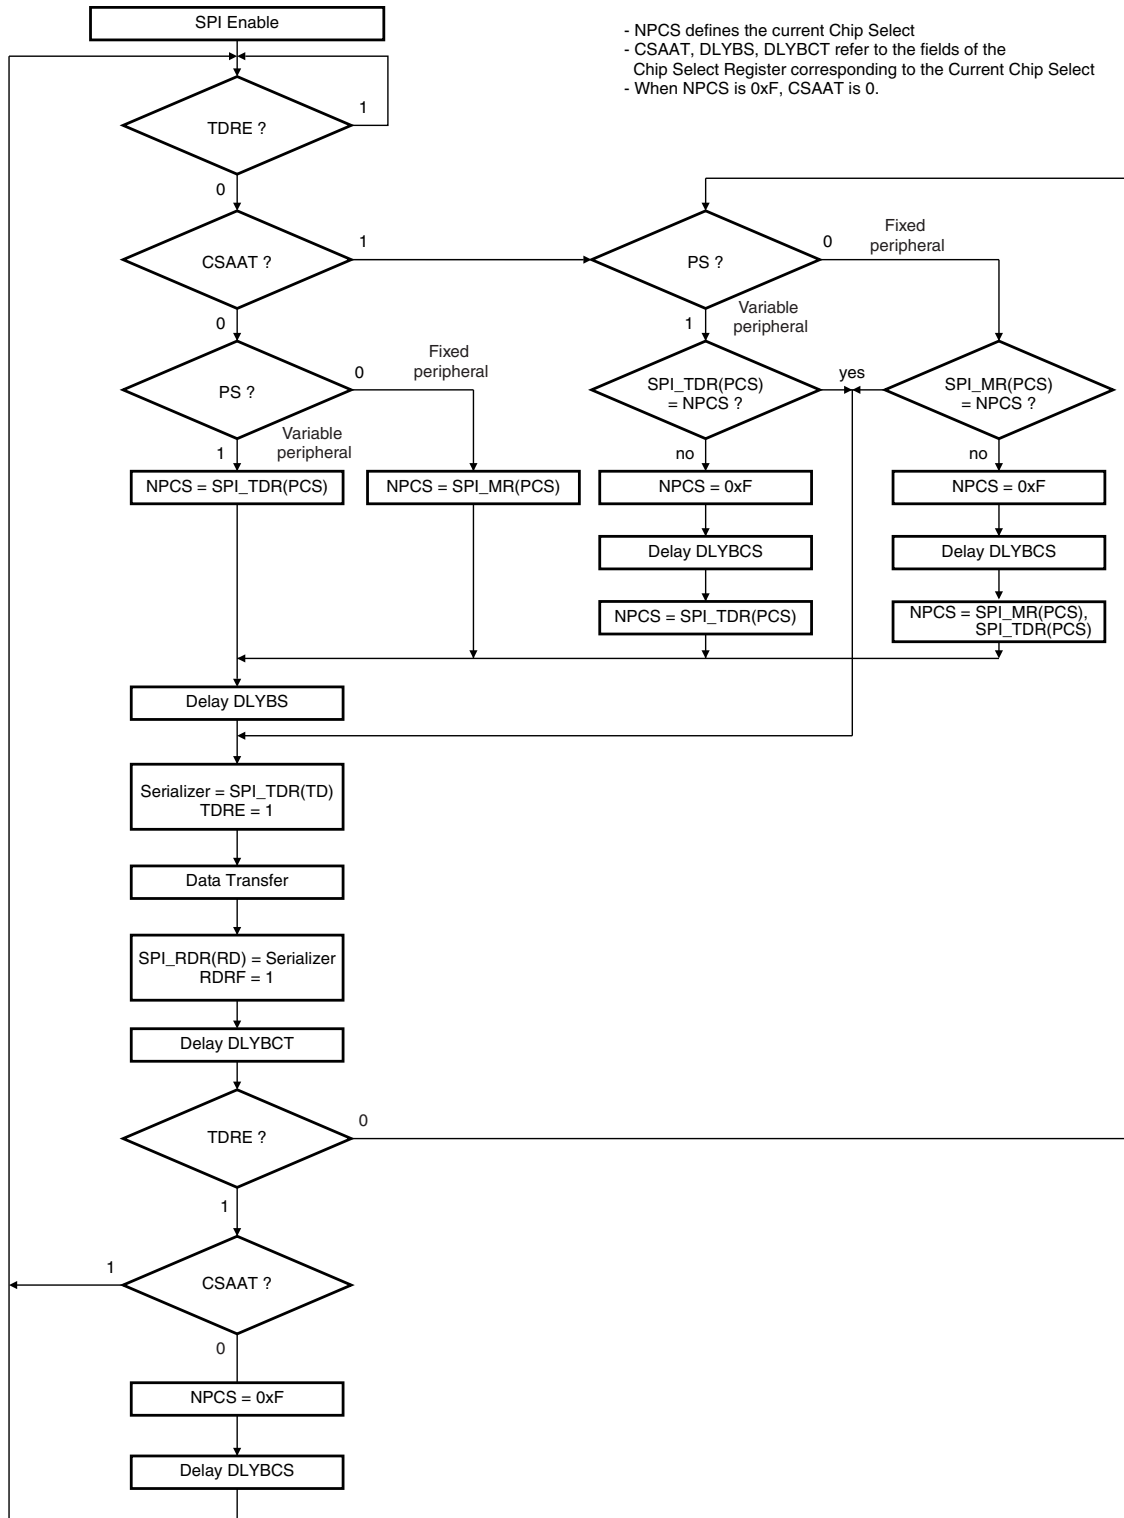 SPI Enable
- NPCS defines the current Chip Select
- CSAAT, DLYBS, DLYBCT refer to the fields of the
Chip Select Register corresponding to the Current Chip Select
- When NPCS is 0xF, CSAAT is 0.
TDRE ?
1
0
CSAAT ?
1
0
PS ?
0
Fixed
peripheral
1
Variable
peripheral
PS ?
0
Fixed
peripheral
1
Variable
peripheral
NPCS = SPI_TDR(PCS)
NPCS = SPI_MR(PCS)
SPI_TDR(PCS)
= NPCS ?
yes
SPI_MR(PCS)
= NPCS ?
no
no
NPCS = 0xF
NPCS = 0xF
Delay DLYBCS
Delay DLYBCS
NPCS = SPI_TDR(PCS)
NPCS = SPI_MR(PCS),
SPI_TDR(PCS)
Delay DLYBS
Serializer = SPI_TDR(TD)
TDRE = 1
Data Transfer
SPI_RDR(RD) = Serializer
RDRF = 1
Delay DLYBCT
TDRE ?
0
1
CSAAT ?
1
0
NPCS = 0xF
Delay DLYBCS